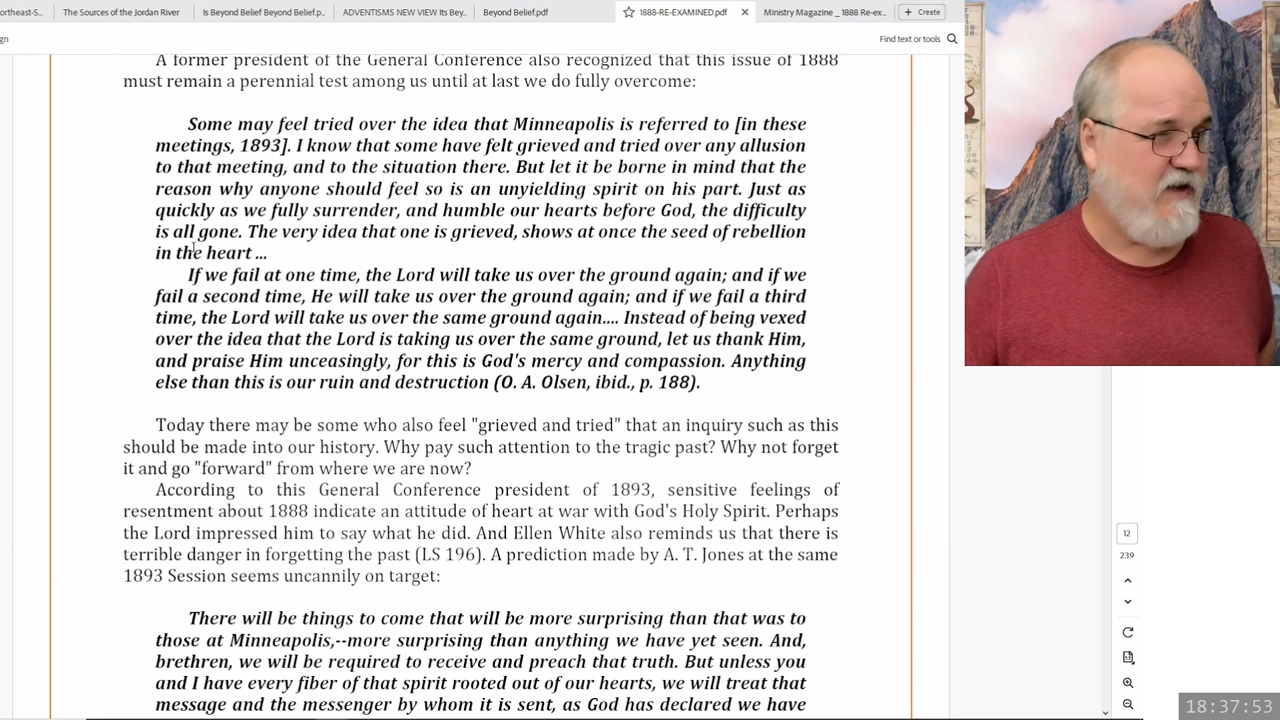 ortheast-S...
The Sources of the Jordan River
Is Beyond Belief Beyond Belief.p..
ADVENTISMS NEW VIEW Its Bey..
Beyond Belief.pdf
1888-RE-EXAMINED.pdf
Ministry Magazine _ 1888 Re-ex...
+ Create
gn
Find text or tools
A former president of the General Conference also recognized that this issue of 1888
must remain a perennial test among us until at last we do fully overcome:
Some may feel tried over the idea that Minneapolis is referred to [in these
meetings, 1893]. I know that some have felt grieved and tried over any allusion
to that meeting, and to the situation there. But let it be borne in mind that the
reason why anyone should feel so is an unyielding spirit on his part. Just as
quickly as we fully surrender, and humble our hearts before God, the difficulty
is all gone. The very idea that one is grieved, shows at once the seed of rebellion
in the heart ...
If we fail at one time, the Lord will take us over the ground again; and if we
fail a second time, He will take us over the ground again; and if we fail a third
time, the Lord will take us over the same ground again.... Instead of being vexed
over the idea that the Lord is taking us over the same ground, let us thank Him,
and praise Him unceasingly, for this is God's mercy and compassion. Anything
else than this is our ruin and destruction (O. A. Olsen, ibid., p. 188).
Today there may be some who also feel "grieved and tried" that an inquiry such as this
should be made into our history. Why pay such attention to the tragic past? Why not forget
it and go "forward" from where we are now?
According to this General Conference president of 1893, sensitive feelings of
resentment about 1888 indicate an attitude of heart at war with God's Holy Spirit. Perhaps
the Lord impressed him to say what he did. And Ellen White also reminds us that there is
terrible danger in forgetting the past (LS 196). A prediction made by A. T. Jones at the same
1893 Session seems uncannily on target:
There will be things to come that will be more surprising than that was to
those at Minneapolis,--more surprising than anything we have yet seen. And,
brethren, we will be required to receive and preach that truth. But unless you
and I have every fiber of that spirit rooted out of our hearts, we will treat that
message and the messenger by whom it is sent, as God has declared we have
12
239
18:37:53